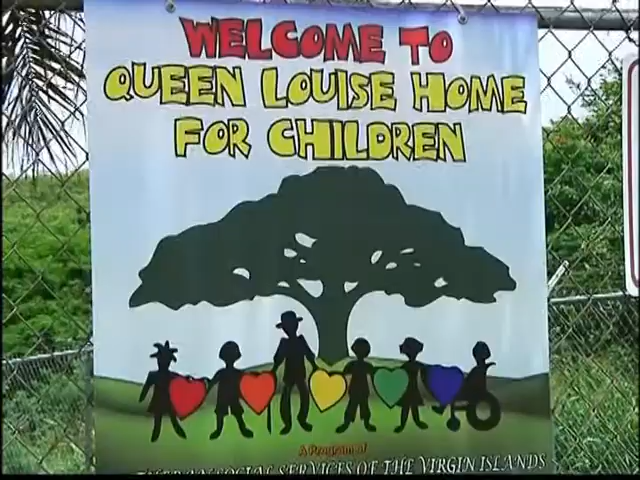 WELCOME TO
QUEEN LOUISE HOME
FOR CHILDREN
A Program of
SOCIAL SERVICES OF THE VIRGIN ISLANDS